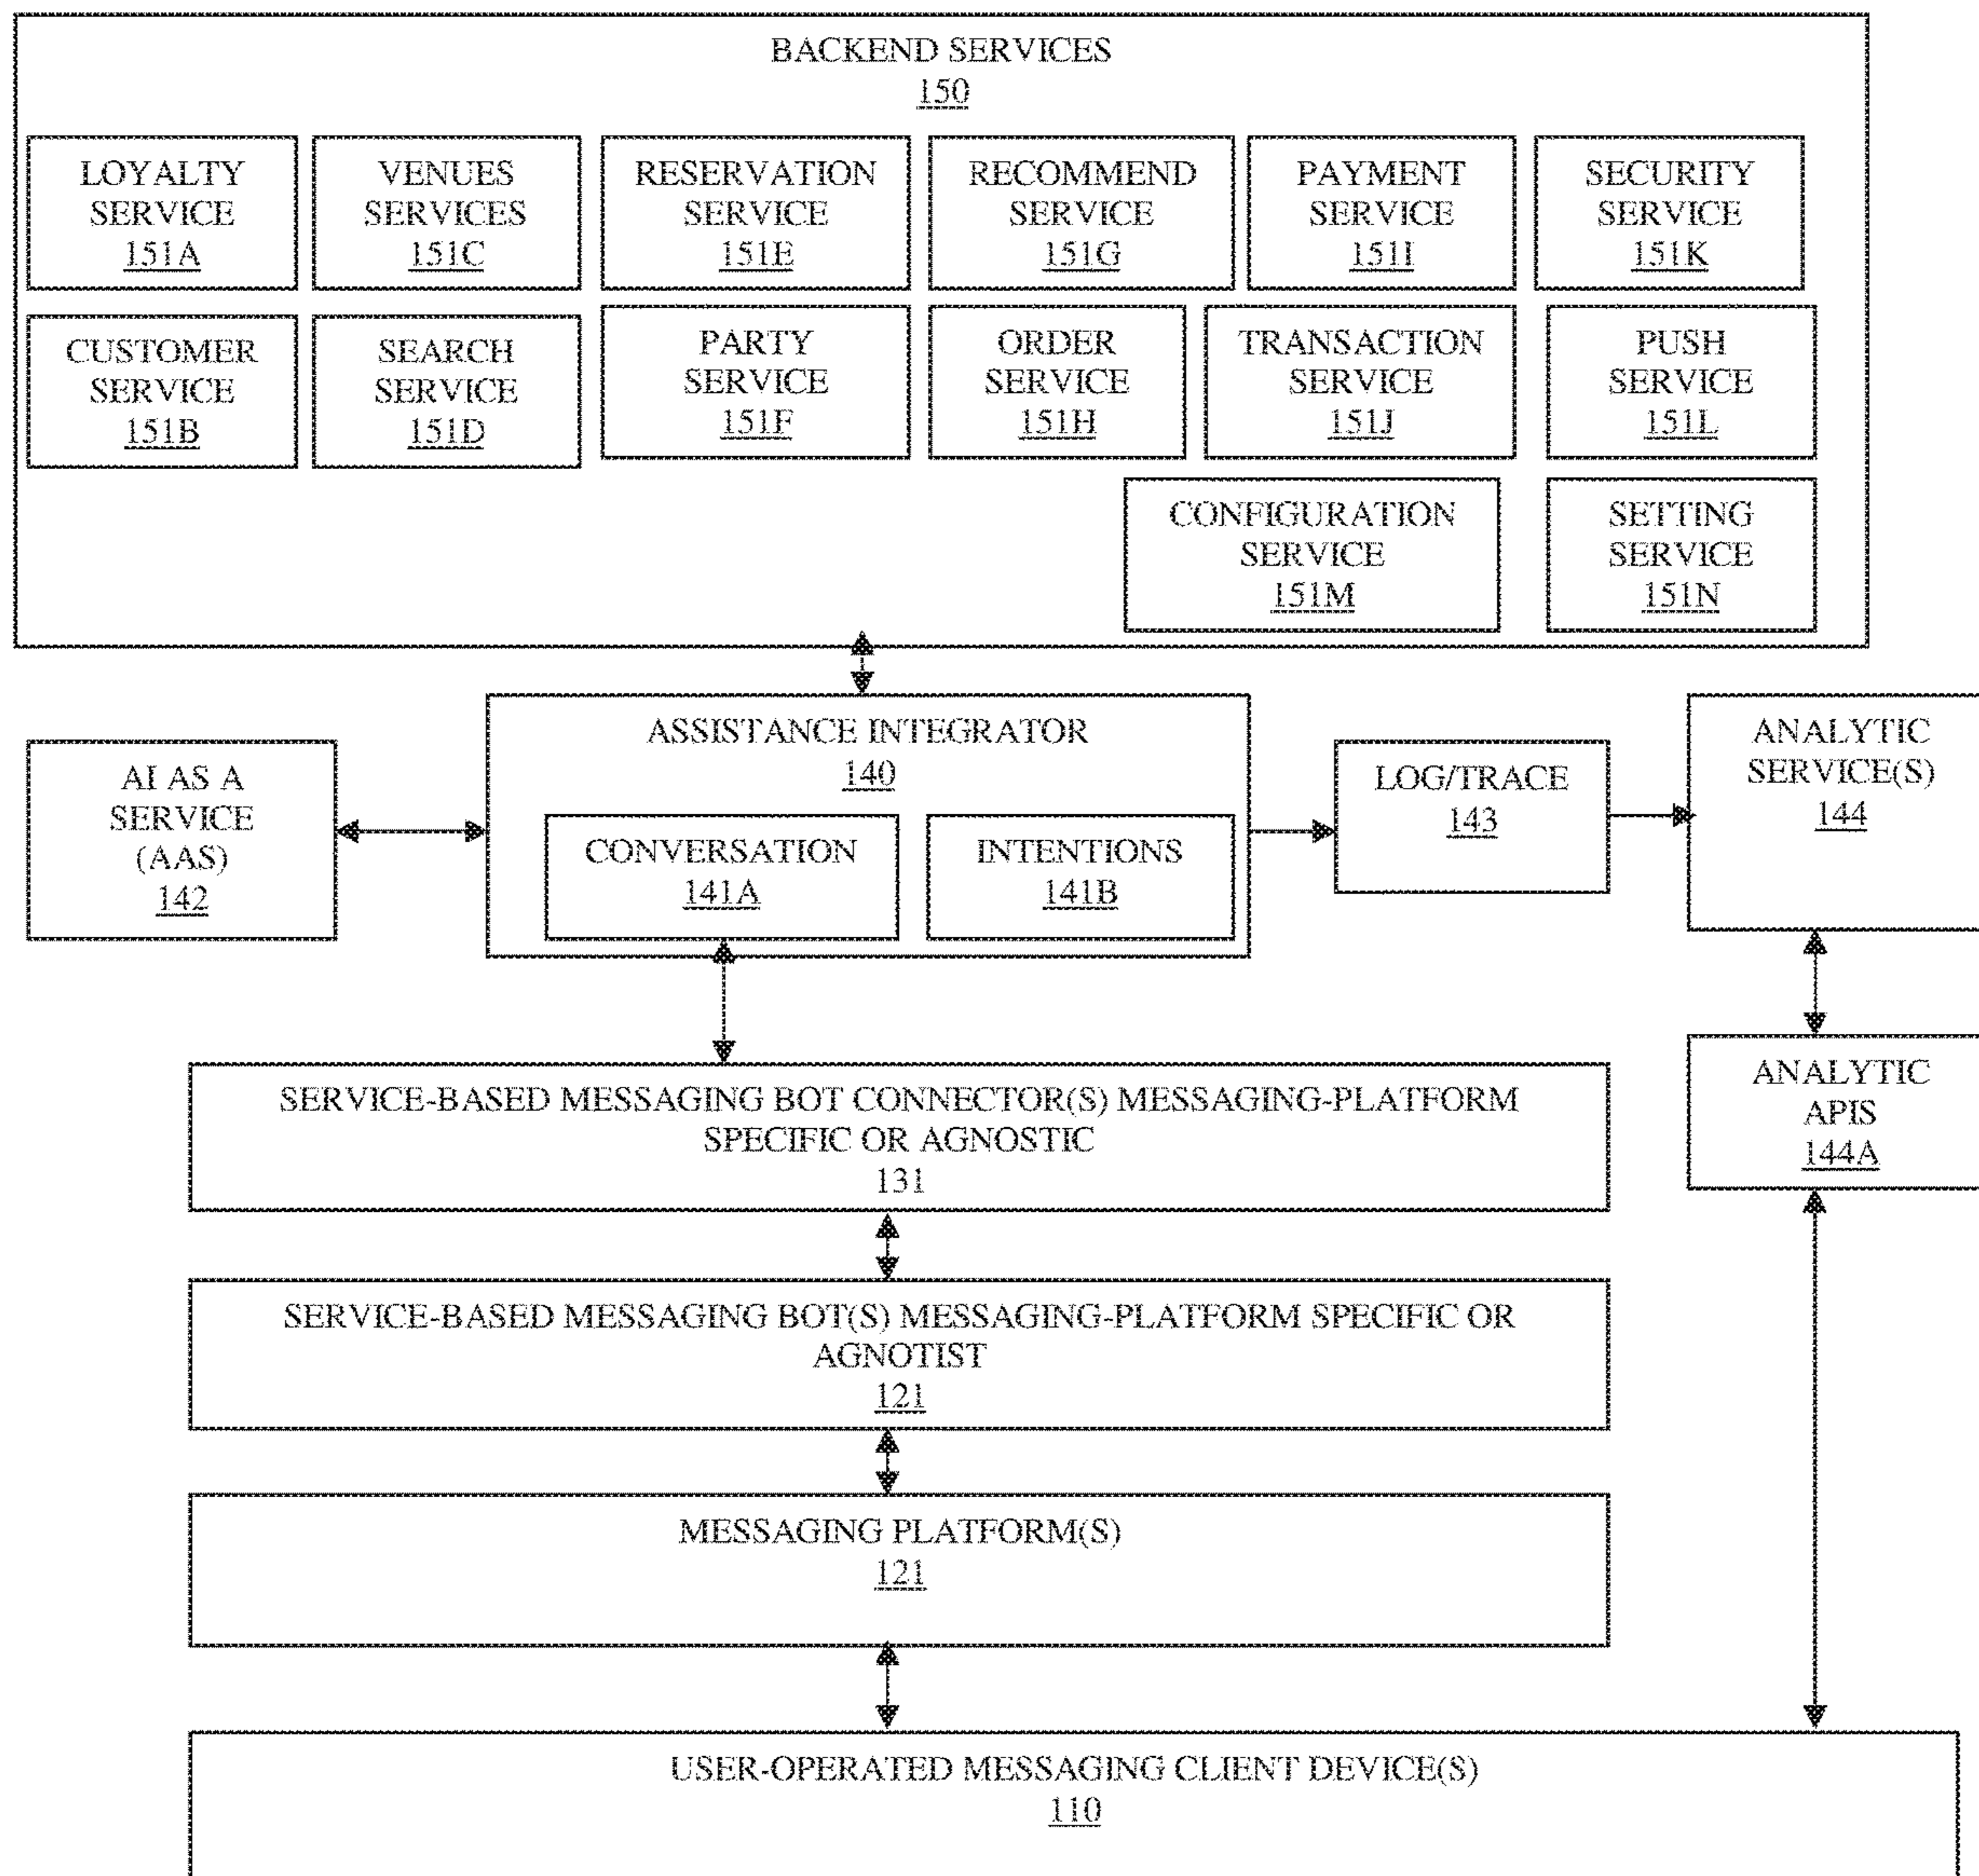 BACKEND SERVICES
150
LOYALTY
SERVICE
151A
VENUES
SERVICES
151C
RESERVATION
SERVICE
151E
RECOMMEND
SERVICE
151G
PAYMENT
SERVICE
151I
SECURITY
SERVICE
151K
CUSTOMER
SERVICE
151B
SEARCH
SERVICE
151D
PARTY
SERVICE
151F
ORDER
SERVICE
151H
TRANSACTION
SERVICE
151J
PUSH
SERVICE
151L
CONFIGURATION
SERVICE
151M
SETTING
SERVICE
151N
AI AS A
SERVICE
(AAS)
142
ASSISTANCE INTEGRATOR
140
CONVERSATION
141A
INTENTIONS
141B
LOG/TRACE
143
ANALYTIC
SERVICE(S)
144
ANALYTIC
APIS
144A
SERVICE-BASED MESSAGING BOT CONNECTOR(S) MESSAGING-PLATFORM
SPECIFIC OR AGNOSTIC
131
SERVICE-BASED MESSAGING BOT(S) MESSAGING-PLATFORM SPECIFIC OR
AGNOTIST
121
MESSAGING PLATFORM(S)
121
USER-OPERATED MESSAGING CLIENT DEVICE(S)
110